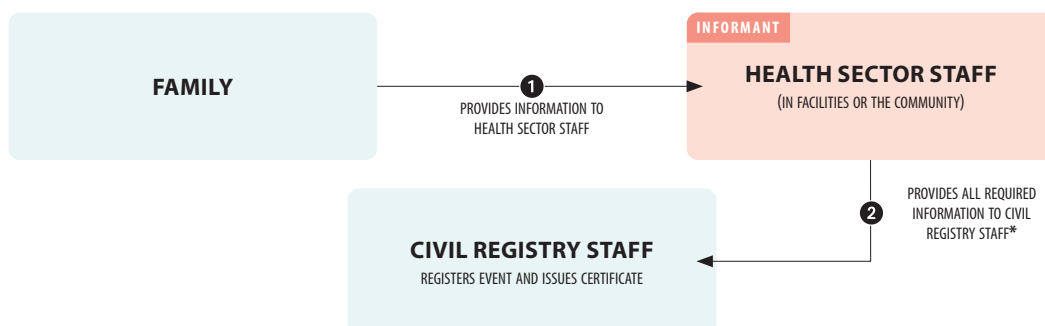 INFORMANT
FAMILY
HEALTH SECTOR STAFF
(IN FACILITIES OR THE COMMUNITY)
1
PROVIDES INFORMATION TO
HEALTH SECTOR STAFF
2
PROVIDES ALL REQUIRED
INFORMATION TO CIVIL
REGISTRY STAFF*
CIVIL REGISTRY STAFF
REGISTERS EVENT AND ISSUES CERTIFICATE